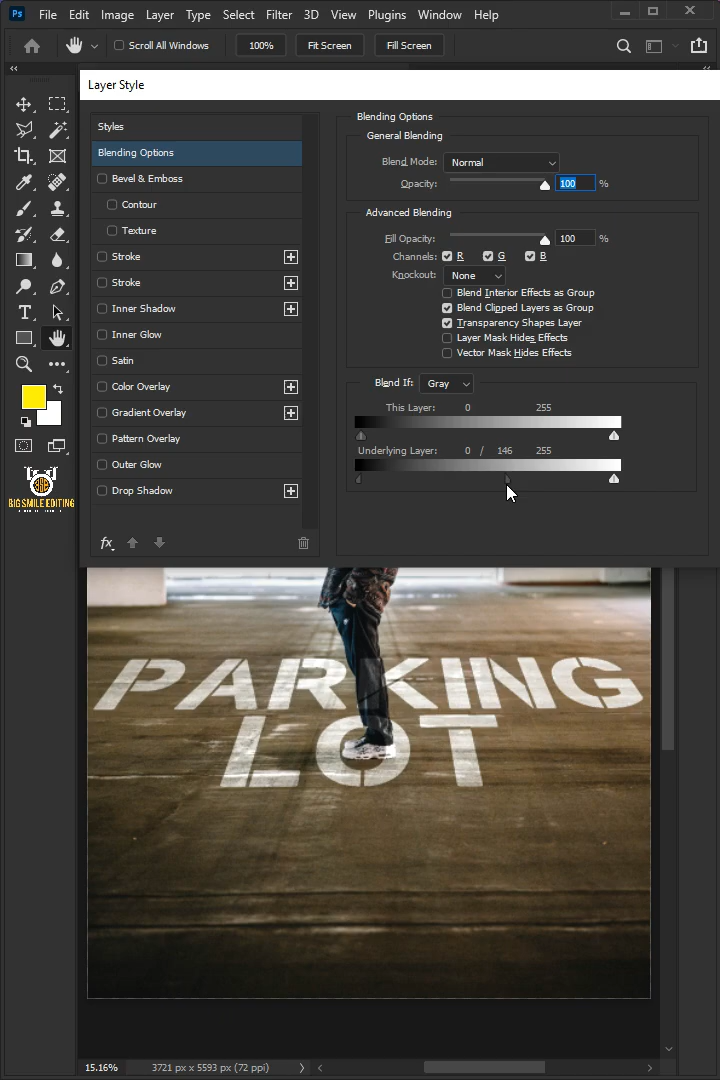 Ps File Edit Image Layer Type Select Filter 3D View Plugins Window Help
Scroll All Windows 100% Fit Screen Fill Screen
Layer Style
Styles
Blending Options
Bevel & Emboss
Contour
Texture
Stroke
Stroke
Inner Shadow
Inner Glow
Satin
Color Overlay
Gradient Overlay
Pattern Overlay
Outer Glow
Drop Shadow
fx
Blending Options
General Blending
Blend Mode: Normal
Opacity: 100 %
Advanced Blending
Fill Opacity: 100 %
Channels: R G B
Knockout: None
Blend Interior Effects as Group
Blend Clipped Layers as Group
Transparency Shapes Layer
Layer Mask Hides Effects
Vector Mask Hides Effects
Blend If: Gray
This Layer: 0 255
Underlying Layer: 0 / 146 255
BIG SMILE EDITING
PARKING
LOT
15.16% 3721 px x 5593 px (72 ppi)